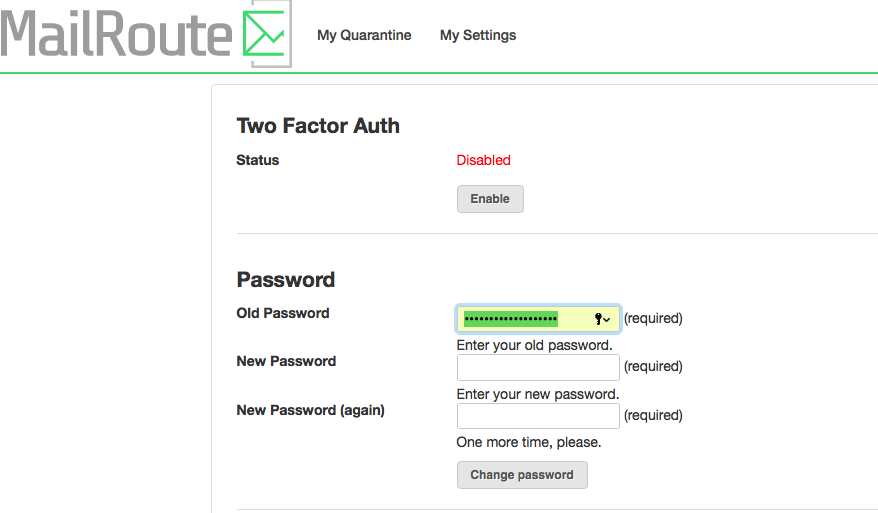 MailRoute
My Quarantine My Settings
Two Factor Auth
Status Disabled
Enable
Password
Old Password ••••••••••••••••••• (required)
Enter your old password.
New Password (required)
Enter your new password.
New Password (again) (required)
One more time, please.
Change password